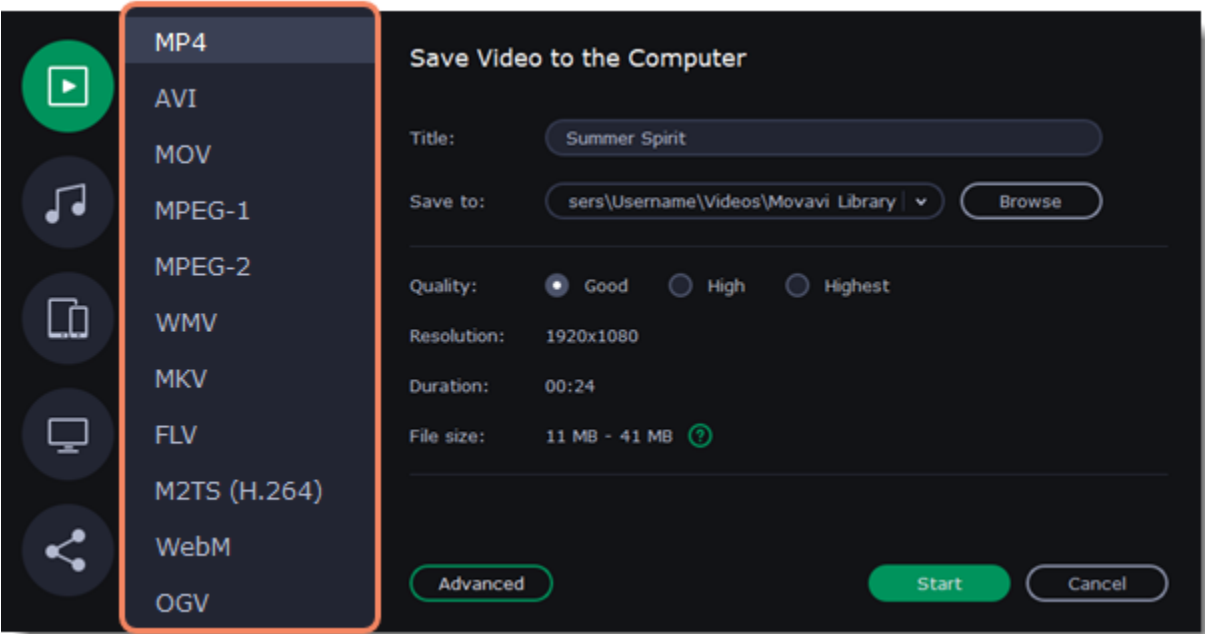 MP4
AVI
MOV
MPEG-1
MPEG-2
WMV
MKV
FLV
M2TS (H.264)
WebM
OGV
Save Video to the Computer
Title: Summer Spirit
Save to: sers\Username\Videos\Movavi Library Browse
Quality: Good High Highest
Resolution: 1920x1080
Duration: 00:24
File size: 11 MB - 41 MB ?
Advanced Start Cancel